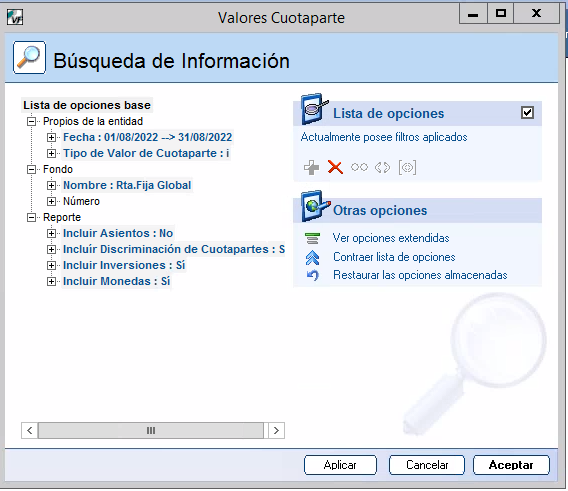 VF
Valores Cuotaparte
Búsqueda de Información
Lista de opciones base
Propios de la entidad
Fecha : 01/08/2022 --> 31/08/2022
Tipo de Valor de Cuotaparte : i
Fondo
Nombre : Rta.Fija Global
Número
Reporte
Incluir Asientos : No
Incluir Discriminación de Cuotapartes : S
Incluir Inversiones : Sí
Incluir Monedas : Sí
Lista de opciones
Actualmente posee filtros aplicados
Otras opciones
Ver opciones extendidas
Contraer lista de opciones
Restaurar las opciones almacenadas
Aplicar
Cancelar
Aceptar